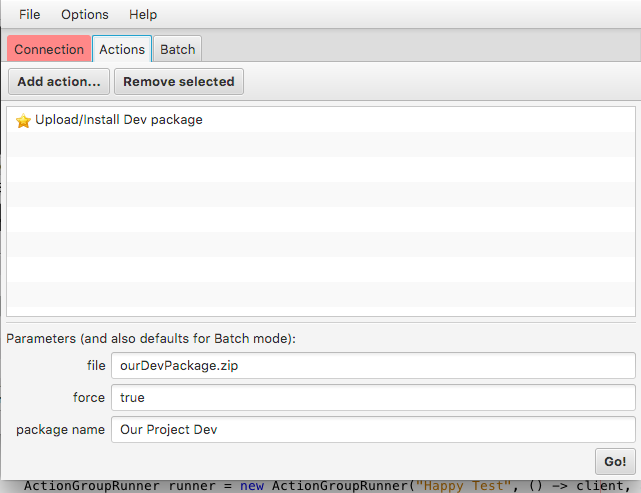 File Options Help
Connection Actions Batch
Add action... Remove selected
Upload/Install Dev package
Parameters (and also defaults for Batch mode):
file ourDevPackage.zip
force true
package name Our Project Dev
Go!
ActionGroupRunner runner = new ActionGroupRunner("Happy Test", () -> client,